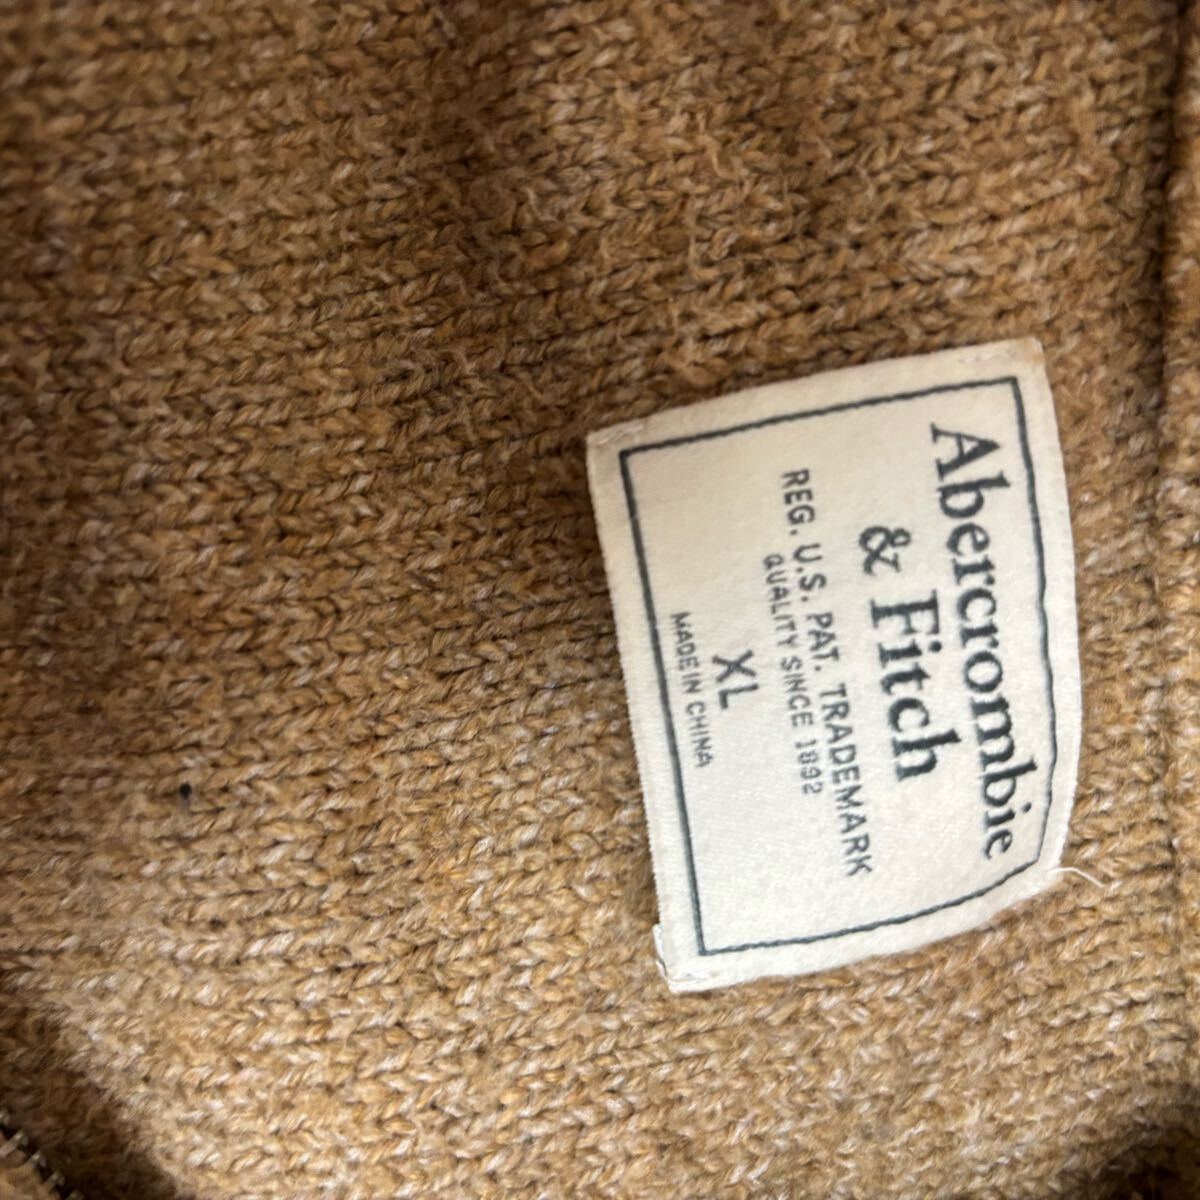 Abercrombie
& Fitch
REG. U.S. PAT. TRADEMARK
QUALITY SINCE 1892
XL
MADE IN CHINA